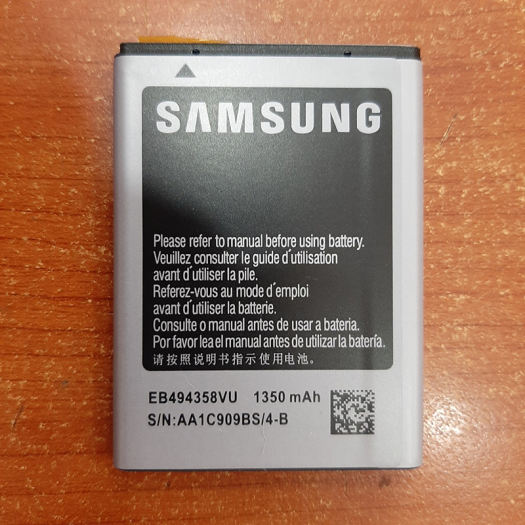 SAMSUNG
Please refer to manual before using battery.
Veuillez consulter le guide d´utilisation
avant d´utiliser la pile.
Referez-vous au mode d´emploi
avant d´utiliser la batterie.
Consulte o manual antes de usar a bateria.
Por favor lea el manual antes de utilizar la batería.
请按照说明书指示使用电池。
EB494358VU 1350 mAh
S/N:AA1C909BS/4-B